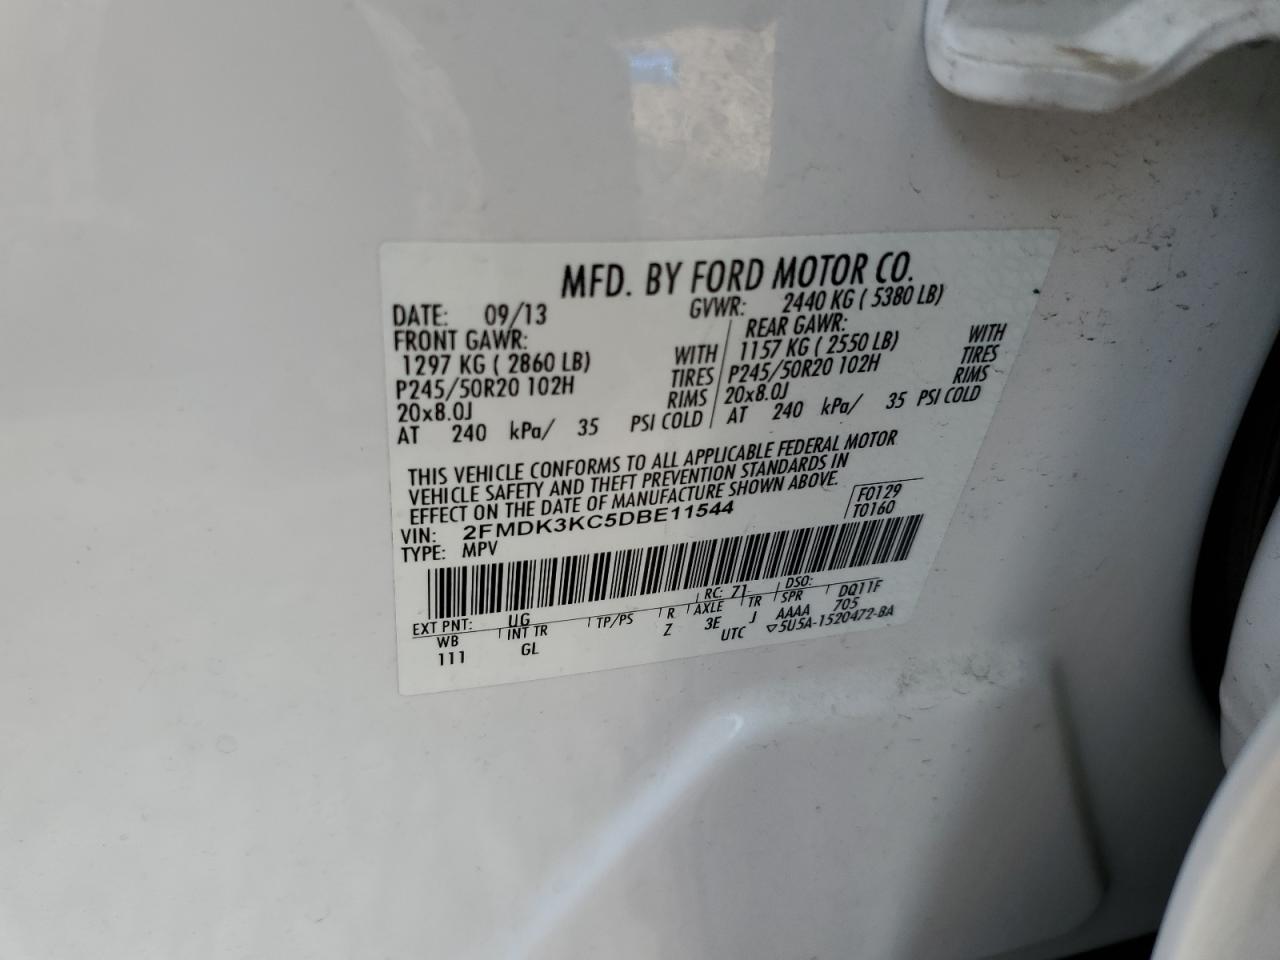 MFD. BY FORD MOTOR CO.
DATE: 09/13 GVWR: 2440 KG ( 5380 LB)
FRONT GAWR: REAR GAWR:
1297 KG ( 2860 LB) WITH 1157 KG ( 2550 LB) WITH
P245/50R20 102H TIRES P245/50R20 102H TIRES
20x8.0J RIMS 20x8.0J RIMS
AT 240 kPa/ 35 PSI COLD AT 240 kPa/ 35 PSI COLD
THIS VEHICLE CONFORMS TO ALL APPLICABLE FEDERAL MOTOR
VEHICLE SAFETY AND THEFT PREVENTION STANDARDS IN
EFFECT ON THE DATE OF MANUFACTURE SHOWN ABOVE.
VIN: 2FMDK3KC5DBE11544 F0129
TYPE: MPV T0160
EXT PNT: UG RC: 71 DSO: DQ11F
WB INT TR TP/PS R AXLE TR SPR 705
111 GL Z 3E J AAAA
UTC ▽5U5A-1520472-BA